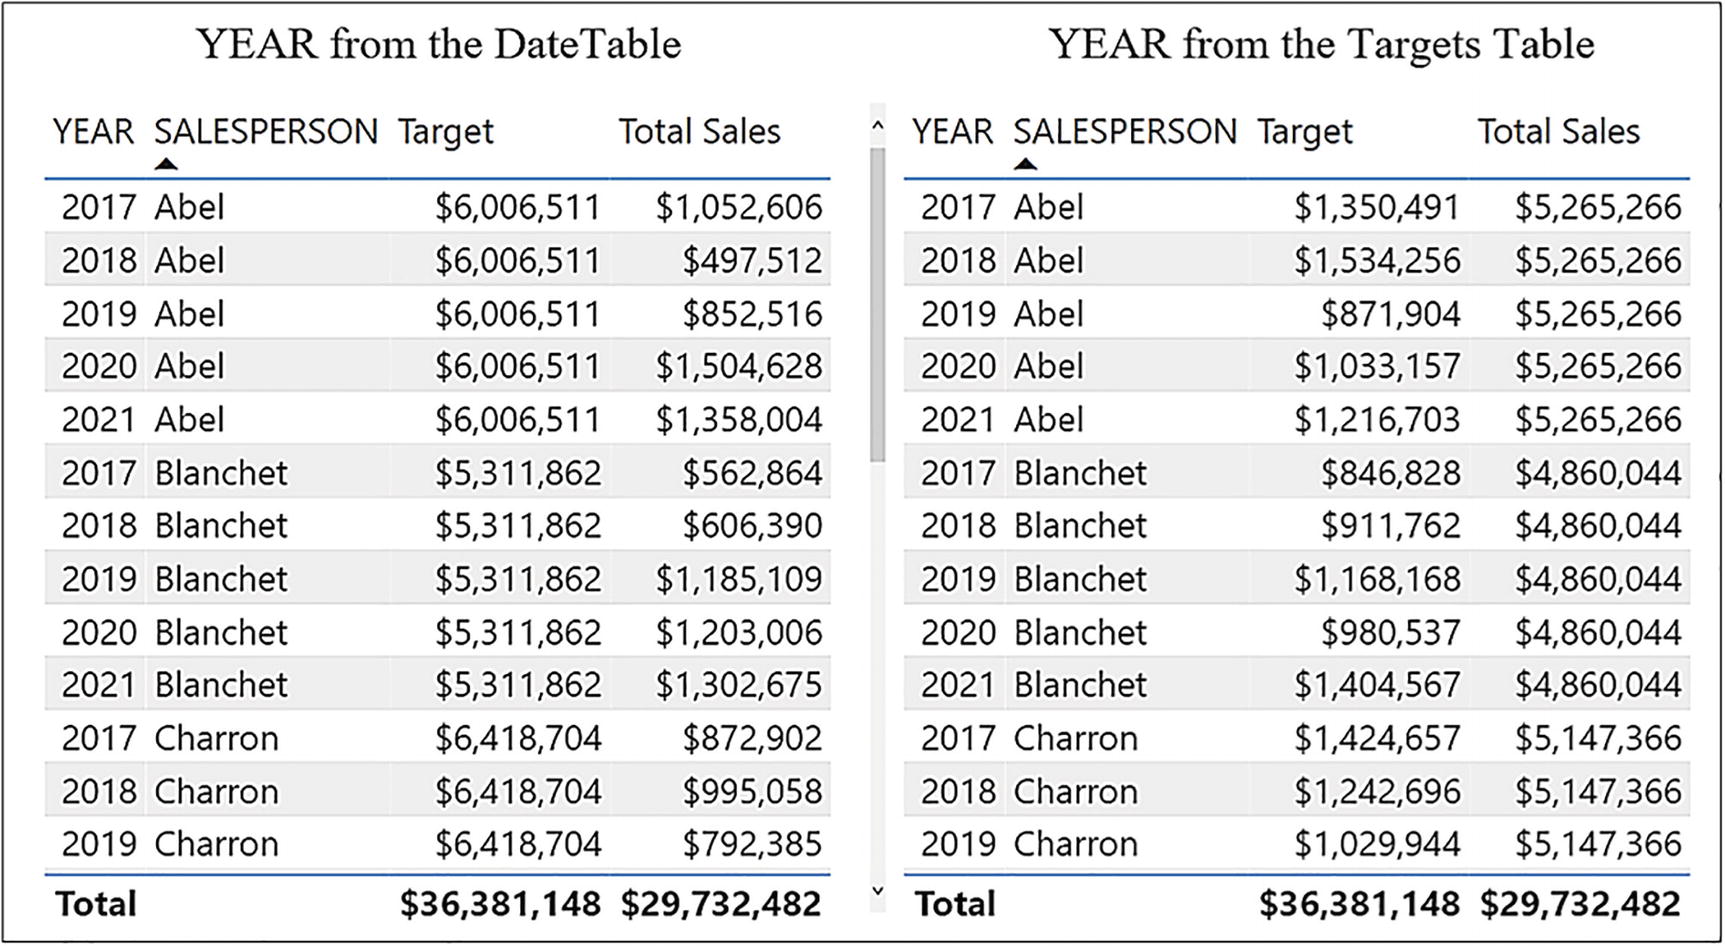 YEAR from the DateTable
YEAR SALESPERSON Target Total Sales
2017 Abel $6,006,511 $1,052,606
2018 Abel $6,006,511 $497,512
2019 Abel $6,006,511 $852,516
2020 Abel $6,006,511 $1,504,628
2021 Abel $6,006,511 $1,358,004
2017 Blanchet $5,311,862 $562,864
2018 Blanchet $5,311,862 $606,390
2019 Blanchet $5,311,862 $1,185,109
2020 Blanchet $5,311,862 $1,203,006
2021 Blanchet $5,311,862 $1,302,675
2017 Charron $6,418,704 $872,902
2018 Charron $6,418,704 $995,058
2019 Charron $6,418,704 $792,385
Total $36,381,148 $29,732,482
YEAR from the Targets Table
YEAR SALESPERSON Target Total Sales
2017 Abel $1,350,491 $5,265,266
2018 Abel $1,534,256 $5,265,266
2019 Abel $871,904 $5,265,266
2020 Abel $1,033,157 $5,265,266
2021 Abel $1,216,703 $5,265,266
2017 Blanchet $846,828 $4,860,044
2018 Blanchet $911,762 $4,860,044
2019 Blanchet $1,168,168 $4,860,044
2020 Blanchet $980,537 $4,860,044
2021 Blanchet $1,404,567 $4,860,044
2017 Charron $1,424,657 $5,147,366
2018 Charron $1,242,696 $5,147,366
2019 Charron $1,029,944 $5,147,366
Total $36,381,148 $29,732,482